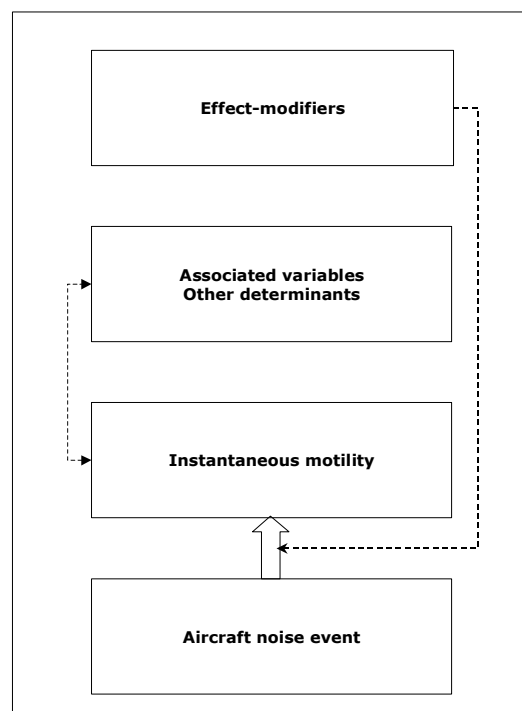 Effect-modifiers
Associated variables
Other determinants
Instantaneous motility
Aircraft noise event